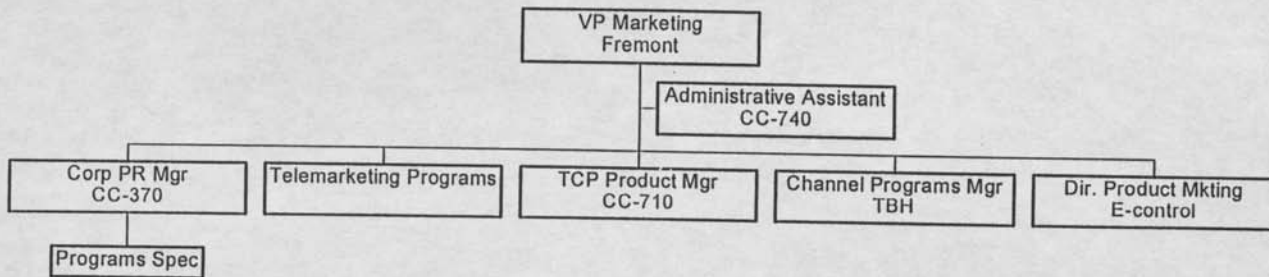 VP Marketing
Fremont
Administrative Assistant
CC-740
Corp PR Mgr
CC-370
Telemarketing Programs
TCP Product Mgr
CC-710
Channel Programs Mgr
TBH
Dir. Product Mkting
E-control
Programs Spec